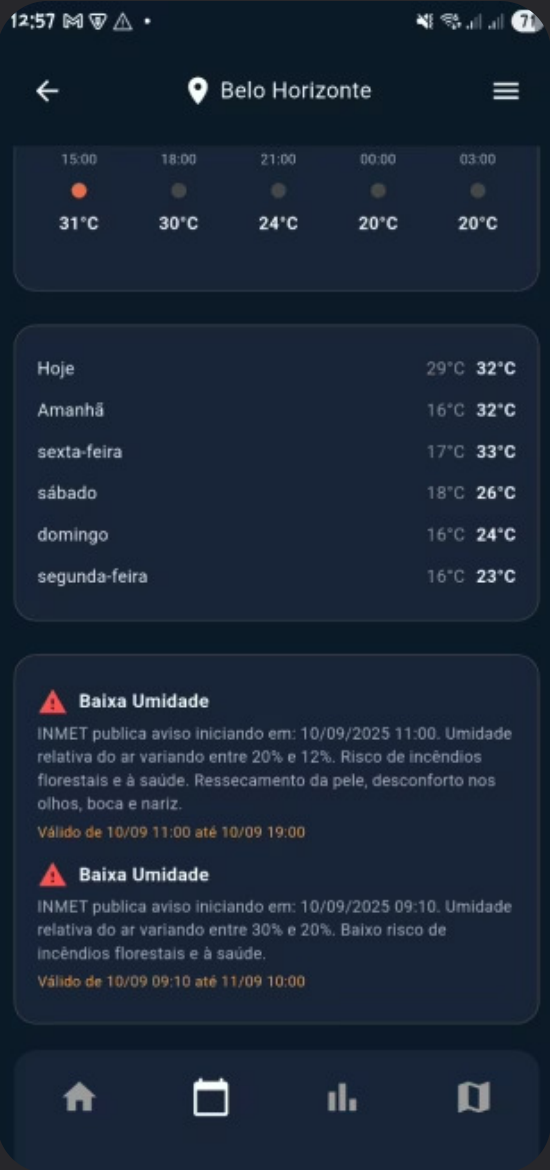 12:57
71
Belo Horizonte
15:00 18:00 21:00 00:00 03:00
31°C 30°C 24°C 20°C 20°C
Hoje 29°C 32°C
Amanhã 16°C 32°C
sexta-feira 17°C 33°C
sábado 18°C 26°C
domingo 16°C 24°C
segunda-feira 16°C 23°C
Baixa Umidade
INMET publica aviso iniciando em: 10/09/2025 11:00. Umidade
relativa do ar variando entre 20% e 12%. Risco de incêndios
florestais e à saúde. Ressecamento da pele, desconforto nos
olhos, boca e nariz.
Válido de 10/09 11:00 até 10/09 19:00
Baixa Umidade
INMET publica aviso iniciando em: 10/09/2025 09:10. Umidade
relativa do ar variando entre 30% e 20%. Baixo risco de
incêndios florestais e à saúde.
Válido de 10/09 09:10 até 11/09 10:00